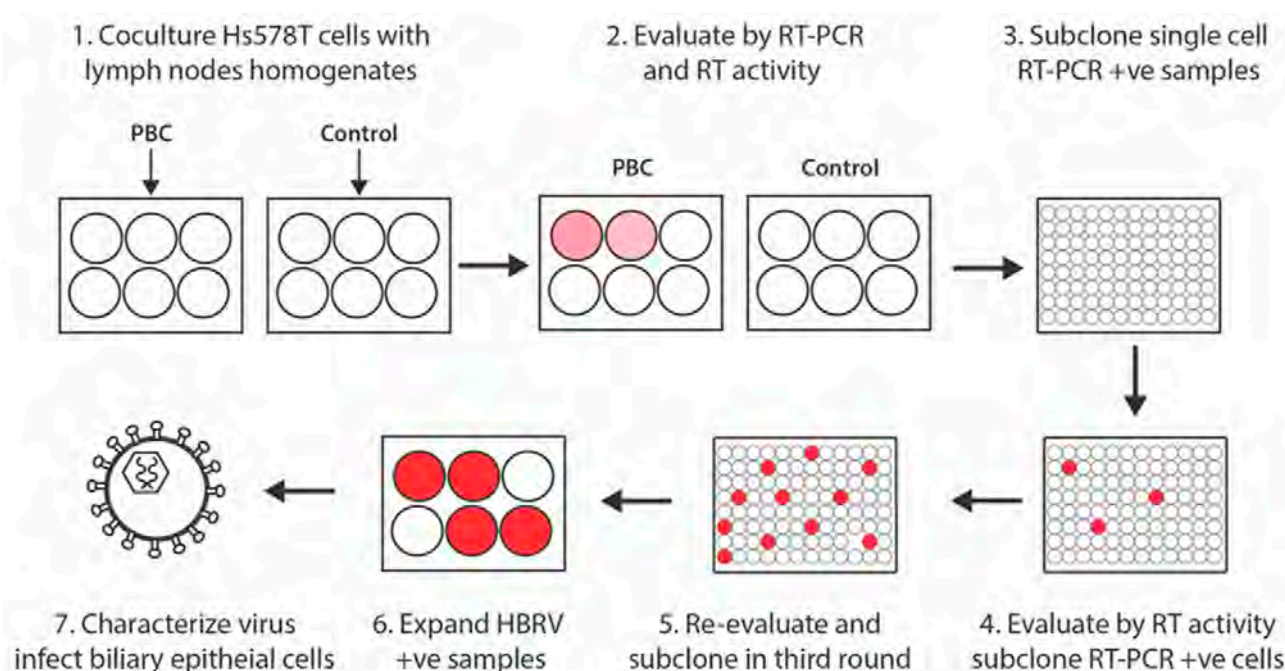 1. Coculture Hs578T cells with
lymph nodes homogenates
2. Evaluate by RT-PCR
and RT activity
3. Subclone single cell
RT-PCR +ve samples
PBC
Control
PBC
Control
7. Characterize virus
infect biliary epitheial cells
6. Expand HBRV
+ve samples
5. Re-evaluate and
subclone in third round
4. Evaluate by RT activity
subclone RT-PCR +ve cells